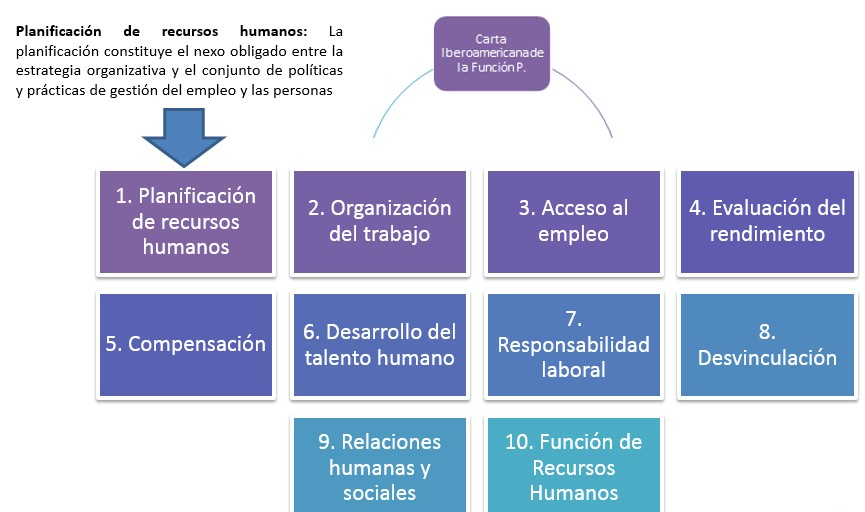 Planificación de recursos humanos: La
planificación constituye el nexo obligado entre la
estrategia organizativa y el conjunto de políticas
y prácticas de gestión del empleo y las personas
Carta
Iberoamericana de
la Función P.
1. Planificación
de recursos
humanos
2. Organización
del trabajo
3. Acceso al
empleo
4. Evaluación del
rendimiento
5. Compensación
6. Desarrollo del
talento humano
7.
Responsabilidad
laboral
8.
Desvinculación
9. Relaciones
humanas y
sociales
10. Función de
Recursos
Humanos